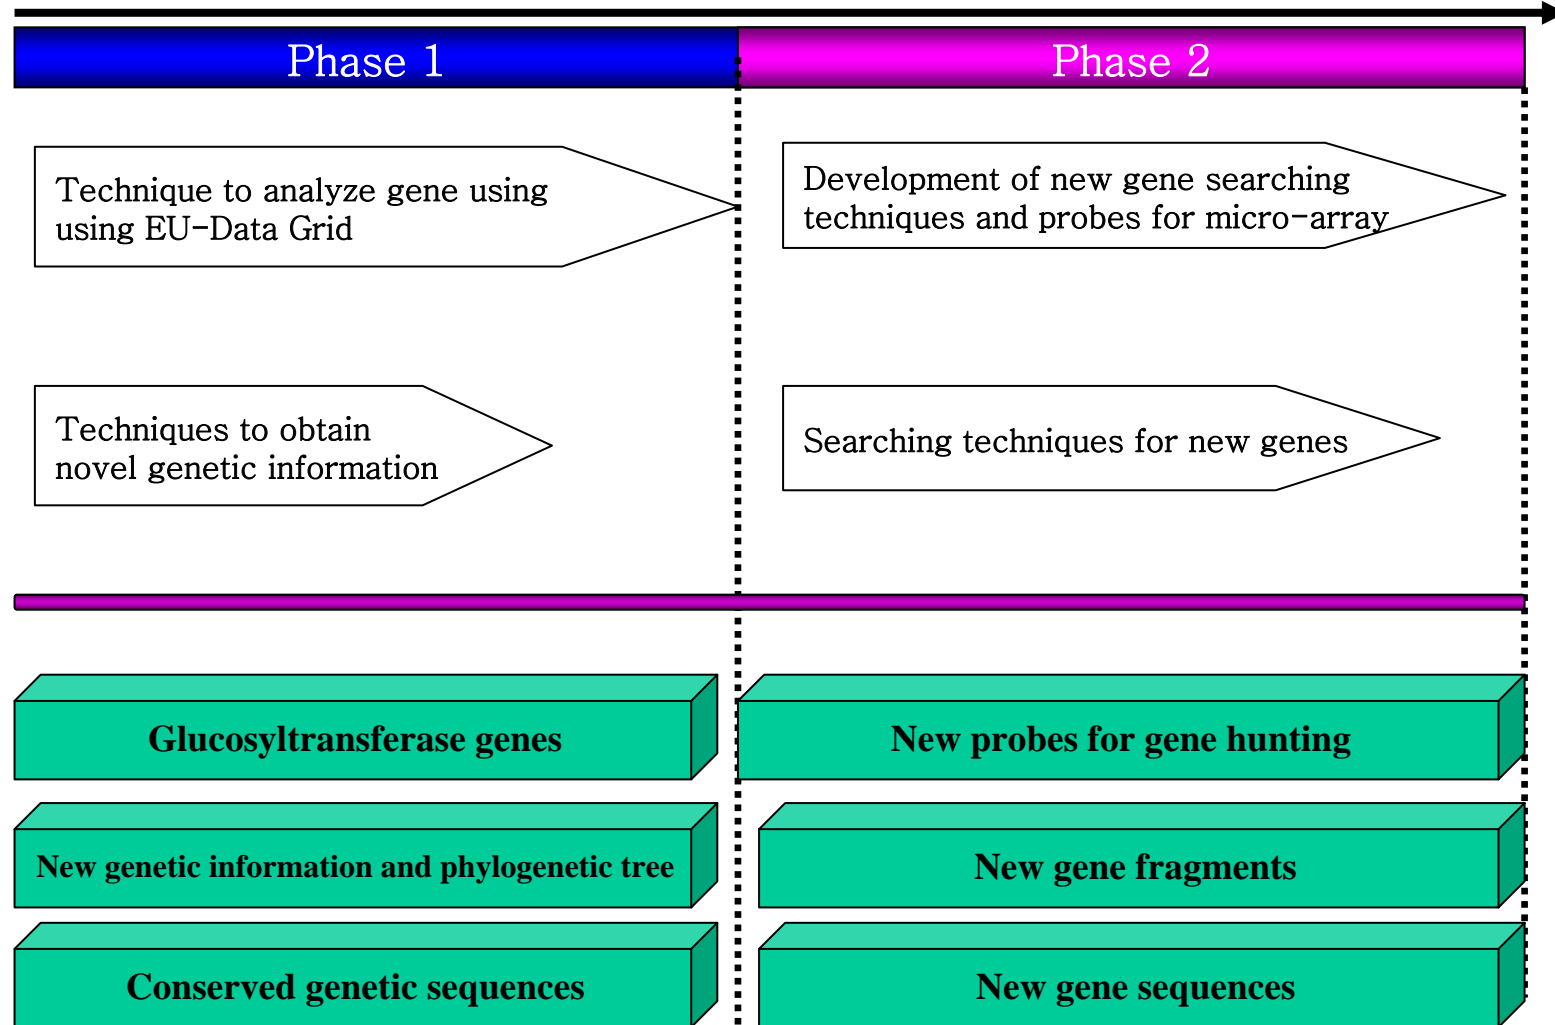 Phase 1
Phase 2
Technique to analyze gene using
using EU-Data Grid
Development of new gene searching
techniques and probes for micro-array
Techniques to obtain
novel genetic information
Searching techniques for new genes
Glucosyltransferase genes
New probes for gene hunting
New genetic information and phylogenetic tree
New gene fragments
Conserved genetic sequences
New gene sequences